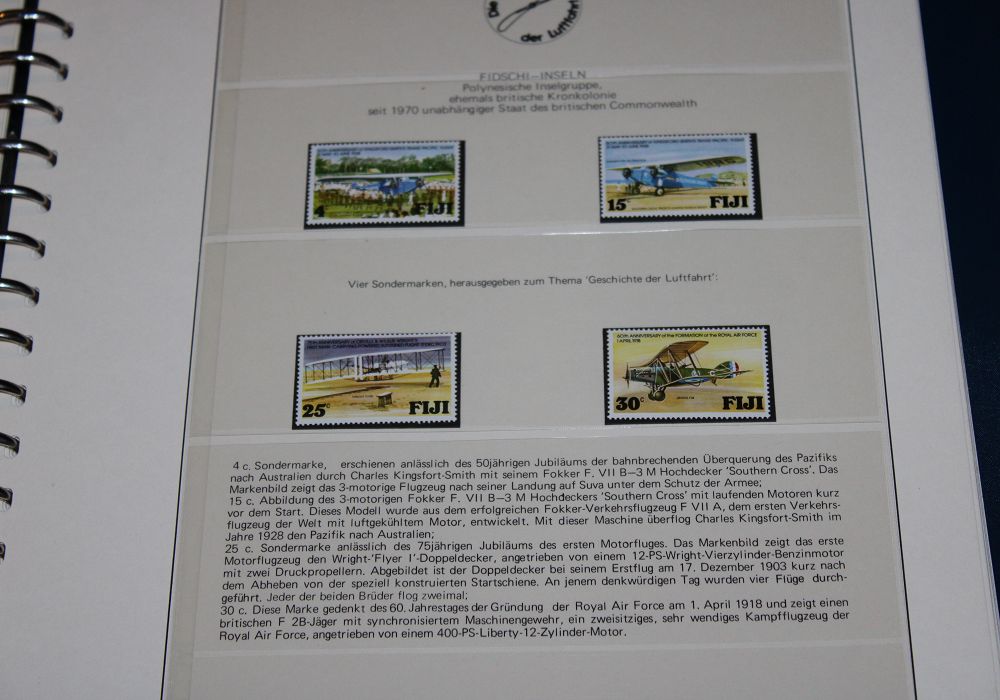 Die
der Luftfahrt
FIDSCHI—INSELN
Polynesische Inselgruppe,
ehemals britische Kronkolonie
seit 1970 unabhängiger Staat des britischen Commonwealth
4
FIJI
15c
FIJI
Vier Sondermarken, herausgegeben zum Thema 'Geschichte der Luftfahrt':
25c
FIJI
60th ANNIVERSARY of the FORMATION of the ROYAL AIR FORCE
1 APRIL 1918
30c
FIJI
4 c. Sondermarke, erschienen anlässlich des 50jährigen Jubiläums der bahnbrechenden Überquerung des Pazifiks
nach Australien durch Charles Kingsfort-Smith mit seinem Fokker F. VII B—3 M Hochdecker 'Southern Cross'. Das
Markenbild zeigt das 3-motorige Flugzeug nach seiner Landung auf Suva unter dem Schutz der Armee;
15 c. Abbildung des 3-motorigen Fokker F. VII B—3 M Hochdeckers 'Southern Cross' mit laufenden Motoren kurz
vor dem Start. Dieses Modell wurde aus dem erfolgreichen Fokker-Verkehrsflugzeug F VII A, dem ersten Verkehrs-
flugzeug der Welt mit luftgekühltem Motor, entwickelt. Mit dieser Maschine überflog Charles Kingsfort-Smith im
Jahre 1928 den Pazifik nach Australien;
25 c. Sondermarke anlässlich des 75jährigen Jubiläums des ersten Motorfluges. Das Markenbild zeigt das erste
Motorflugzeug den Wright-'Flyer I'-Doppeldecker, angetrieben von einem 12-PS-Wright-Vierzylinder-Benzinmotor
mit zwei Druckpropellern. Abgebildet ist der Doppeldecker bei seinem Erstflug am 17. Dezember 1903 kurz nach
dem Abheben von der speziell konstruierten Startschiene. An jenem denkwürdigen Tag wurden vier Flüge durch-
geführt. Jeder der beiden Brüder flog zweimal;
30 c. Diese Marke gedenkt des 60. Jahrestages der Gründung der Royal Air Force am 1. April 1918 und zeigt einen
britischen F 2B-Jäger mit synchronisiertem Maschinengewehr, ein zweisitziges, sehr wendiges Kampfflugzeug der
Royal Air Force, angetrieben von einem 400-PS-Liberty-12-Zylinder-Motor.